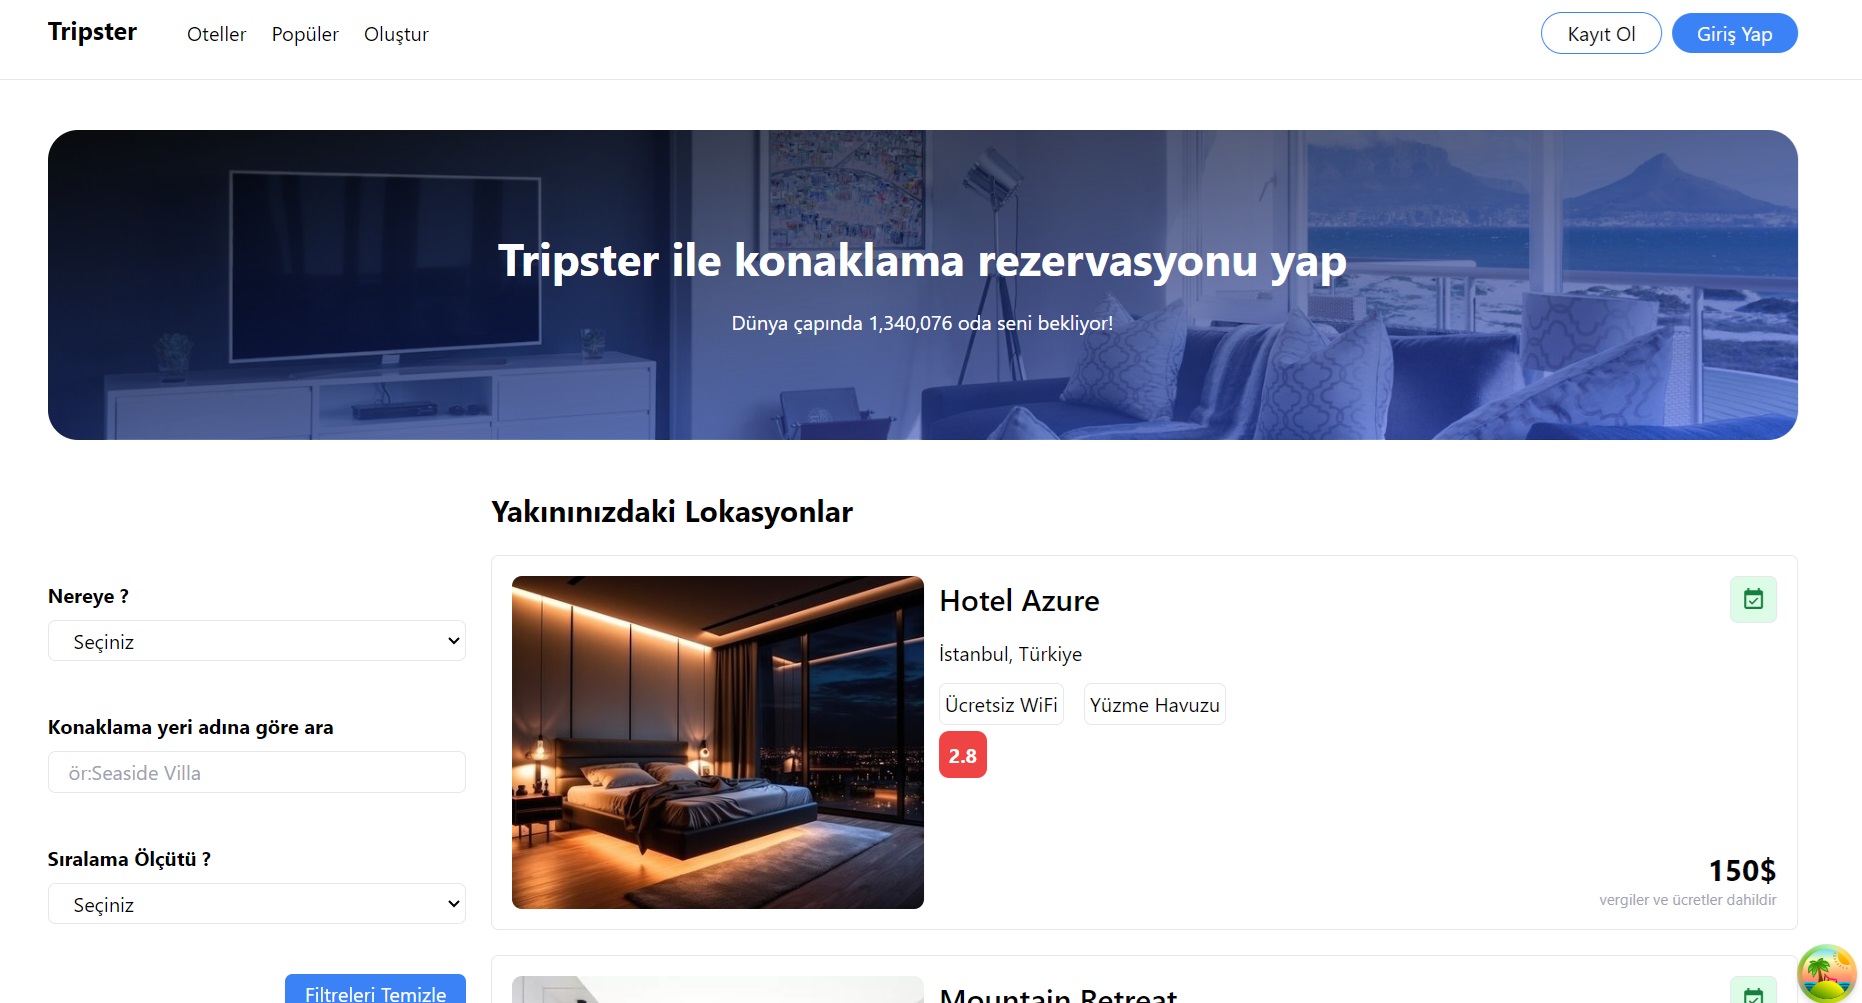 Tripster
Oteller
Popüler
Oluştur
Kayıt Ol
Giriş Yap
Tripster ile konaklama rezervasyonu yap
Dünya çapında 1,340,076 oda seni bekliyor!
Nereye ?
Seçiniz
Konaklama yeri adına göre ara
ör:Seaside Villa
Sıralama Ölçütü ?
Seçiniz
Filtreleri Temizle
Yakınınızdaki Lokasyonlar
Hotel Azure
İstanbul, Türkiye
Ücretsiz WiFi
Yüzme Havuzu
2.8
150$
vergiler ve ücretler dahildir
Mountain Retreat